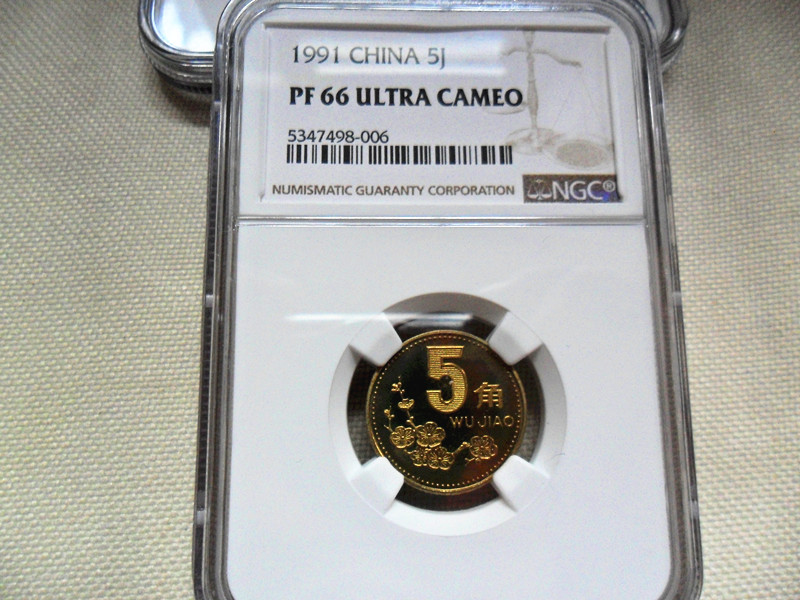 1991 CHINA 5J
PF 66 ULTRA CAMEO
5347498-006
NUMISMATIC GUARANTY CORPORATION NGC®
5角
WU JIAO